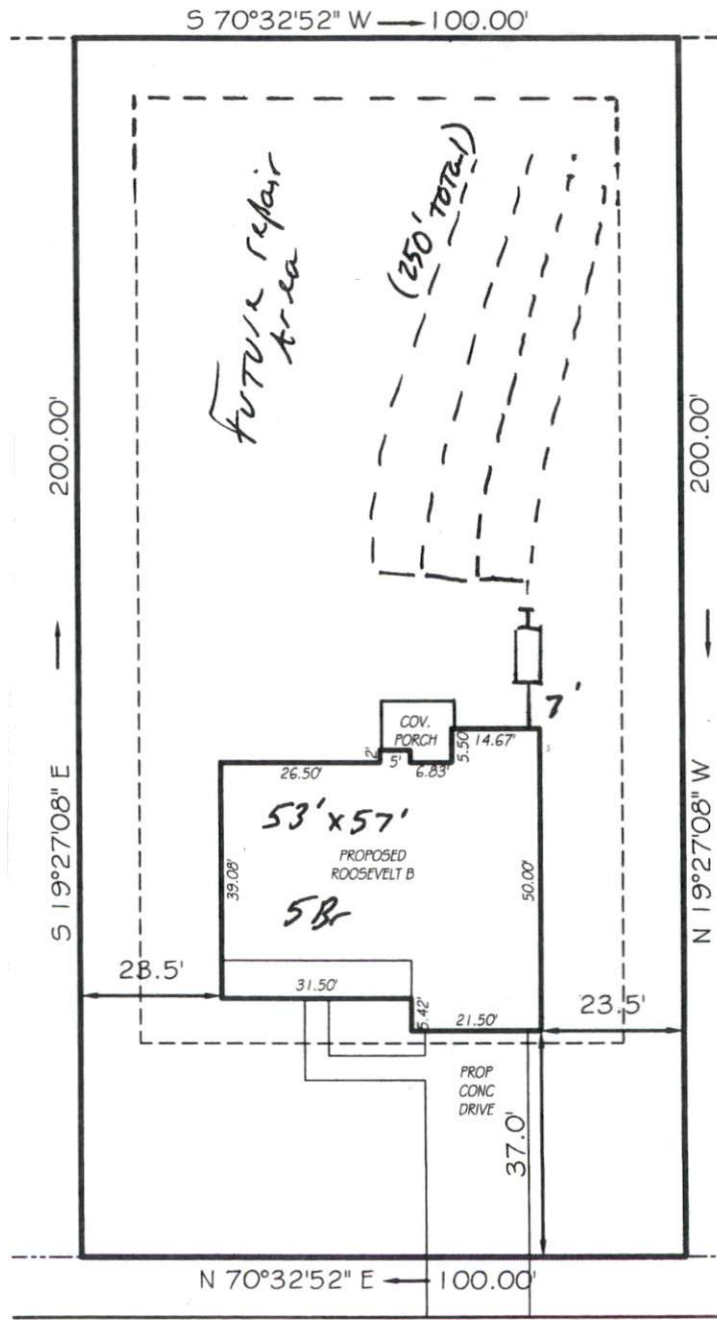 S 70°32'52" W 100.00'
Future repair
Area
(250' TOTAL)
200.00'
200.00'
S 19°27'08" E
N 19°27'08" W
7'
COV.
PORCH
2'
5'
6.83'
5.50'
14.67'
26.50'
53' x 57'
PROPOSED
ROOSEVELT B
39.08'
50.00'
5 Br
23.5'
31.50'
5.42'
21.50'
23.5'
PROP
CONC
DRIVE
37.0'
N 70°32'52" E 100.00'